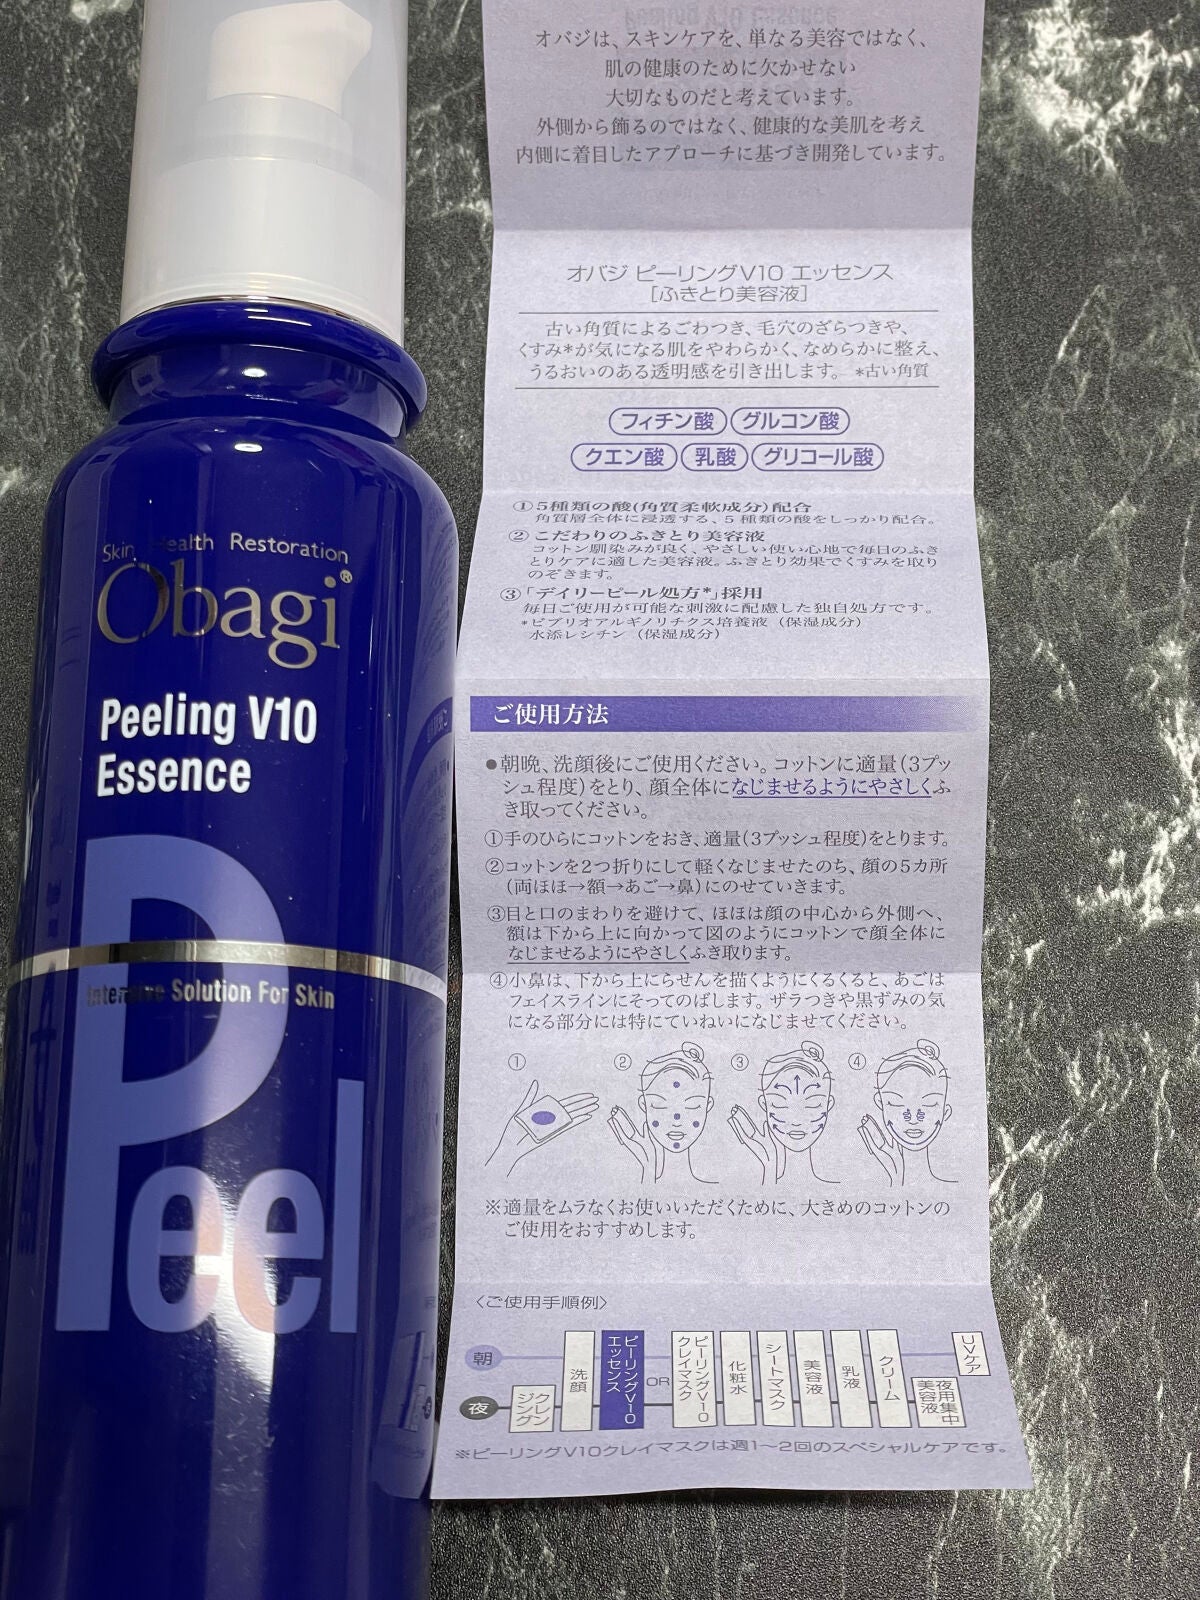 Skin Health Restoration
Obagi®
Peeling V10
Essence
Peel
Intensive Solution For Skin
オバジは、スキンケアを、単なる美容ではなく、
肌の健康のために欠かせない
大切なものだと考えています。
外側から飾るのではなく、健康的な美肌を考え
内側に着目したアプローチに基づき開発しています。
オバジ ピーリングV10 エッセンス
[ふきとり美容液]
古い角質によるごわつき、毛穴のざらつきや、
くすみ*が気になる肌をやわらかく、なめらかに整え、
うるおいのある透明感を引き出します。 *古い角質
フィチン酸 グルコン酸
クエン酸 乳酸 グリコール酸
①5種類の酸(角質柔軟成分)配合
角質層全体に浸透する、5種類の酸をしっかり配合。
②こだわりのふきとり美容液
コットン馴染みが良く、やさしい使い心地で毎日のふき
とりケアに適した美容液。ふきとり効果でくすみを取り
のぞきます。
③「デイリーピール処方*」採用
毎日ご使用が可能な刺激に配慮した独自処方です。
*ビブリオアルギノリチクス培養液（保湿成分）
水添レシチン（保湿成分）
ご使用方法
●朝晩、洗顔後にご使用ください。コットンに適量(3プッ
シュ程度)をとり、顔全体になじませるようにやさしくふ
き取ってください。
①手のひらにコットンをおき、適量(3プッシュ程度)をとります。
②コットンを2つ折りにして軽くなじませたのち、顔の5カ所
(両ほほ→額→あご→鼻)にのせていきます。
③目と口のまわりを避けて、ほほは顔の中心から外側へ、
額は下から上に向かって図のようにコットンで顔全体に
なじませるようにやさしくふき取ります。
④小鼻は、下から上にらせんを描くようにくるくると、あごは
フェイスラインにそってのばします。ザラつきや黒ずみの気
になる部分には特にていねいになじませてください。
① ② ③ ④
※適量をムラなくお使いいただくために、大きめのコットンの
ご使用をおすすめします。
〈ご使用手順例〉
朝
夜
クレンジング
洗顔
ピーリングV10
エッセンス
OR
ピーリングV10
クレイマスク
化粧水
シートマスク
美容液
乳液
クリーム
UVケア
夜用集中
美容液
※ピーリングV10クレイマスクは週1〜2回のスペシャルケアです。